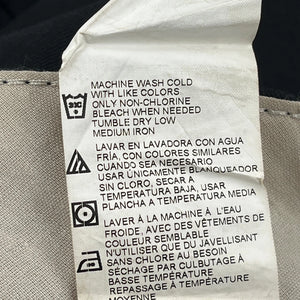 MACHINE WASH COLD
WITH LIKE COLORS
ONLY NON-CHLORINE
BLEACH WHEN NEEDED
TUMBLE DRY LOW
MEDIUM IRON
LAVAR EN LAVADORA CON AGUA
FRÍA, CON COLORES SIMILARES
CUANDO SEA NECESARIO
USAR ÚNICAMENTE BLANQUEADOR
SIN CLORO, SECAR A
TEMPERATURA BAJA, USAR
PLANCHA A TEMPERATURA MEDIA
LAVER À LA MACHINE À L'EAU
FROIDE, AVEC DES VÊTEMENTS DE
COULEUR SEMBLABLE
N'UTILISER QUE DU JAVELLISANT
SANS CHLORE AU BESOIN
SÉCHAGE PAR CULBUTAGE À
BASSE TEMPÉRATURE
REPASSAGE À TEMPÉRATURE
MOYENNE